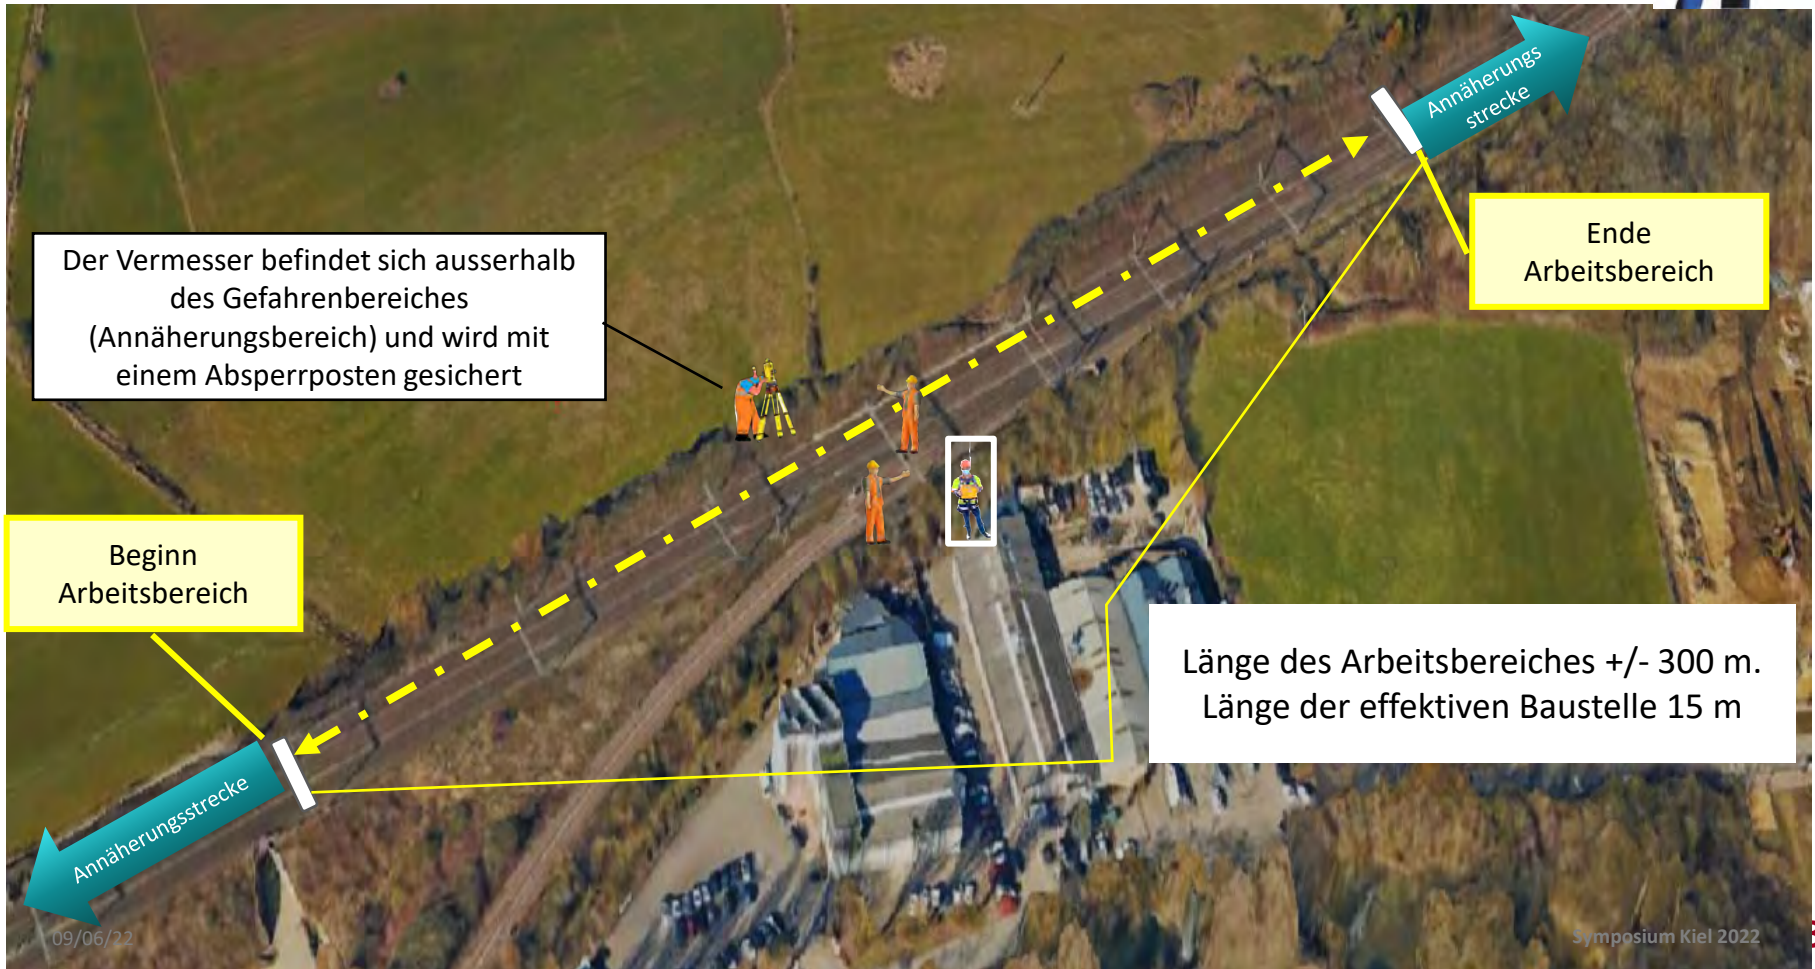 Annäherungs
strecke
Ende
Arbeitsbereich
Der Vermesser befindet sich ausserhalb
des Gefahrenbereiches
(Annäherungsbereich) und wird mit
einem Absperrposten gesichert
Beginn
Arbeitsbereich
Länge des Arbeitsbereiches +/- 300 m.
Länge der effektiven Baustelle 15 m
Annäherungsstrecke
09/06/22
Symposium Kiel 2022